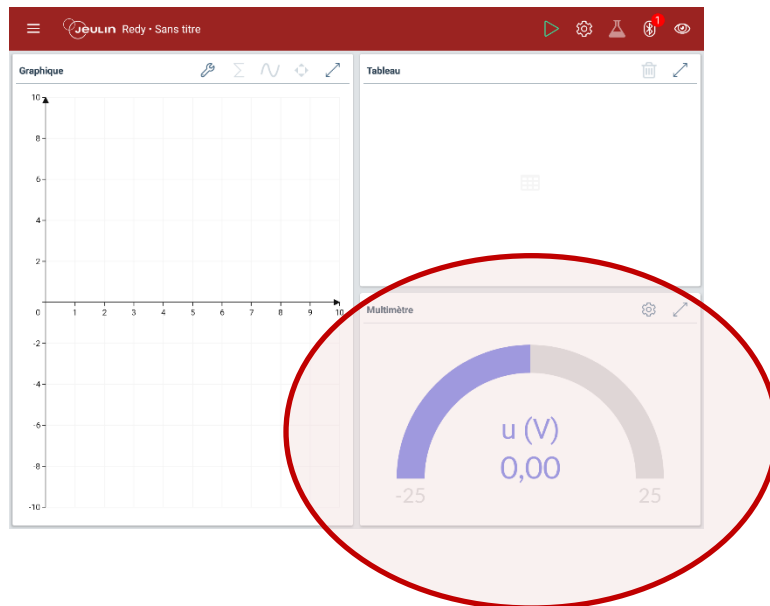 Jeulin Redy • Sans titre
1
Graphique
Tableau
10
8
6
4
2
0 1 2 3 4 5 6 7 8 9 10
-2
-4
-6
-8
-10
Multimètre
u (V)
0,00
-25 25